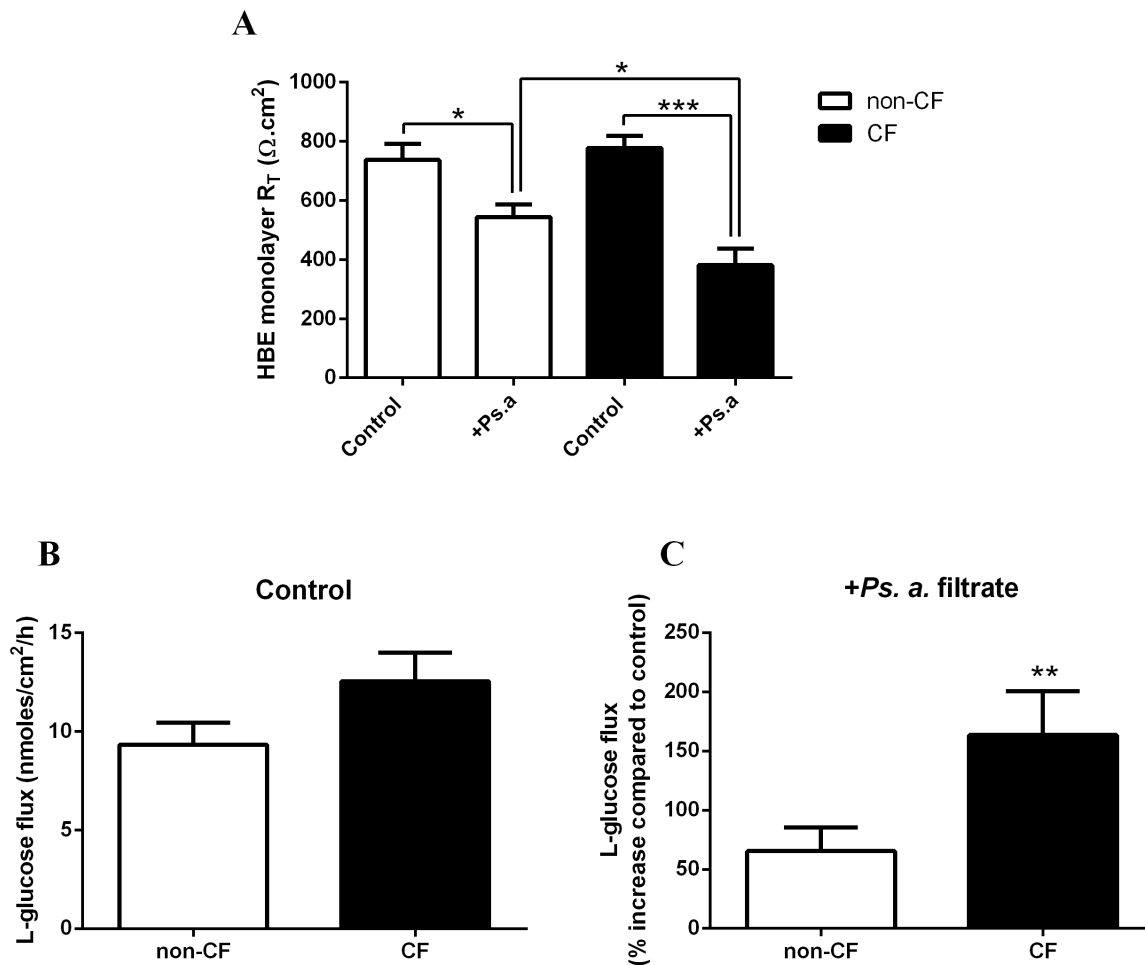 A
HBE monolayer R_T (Ω.cm²)
1000
800
600
400
200
0
*
*
***
non-CF
CF
Control
+Ps.a
Control
+Ps.a
B
Control
L-glucose flux (nmoles/cm²/h)
15
10
5
0
non-CF
CF
C
+Ps. a. filtrate
L-glucose flux
(% increase compared to control)
250
200
150
100
50
0
**
non-CF
CF